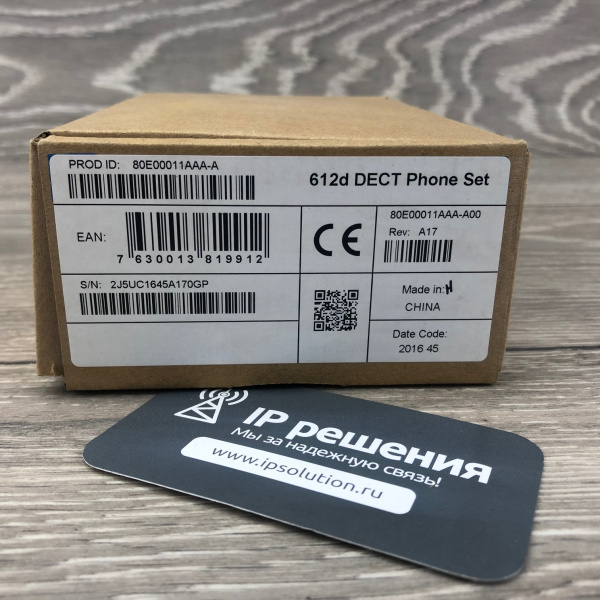 PROD ID: 80E00011AAA-A
612d DECT Phone Set
EAN:
7 630013 819912
CE
80E00011AAA-A00
Rev: A17
S/N: 2J5UC1645A170GP
Made in:
CHINA
Date Code:
2016 45
IP решения
Мы за надежную связь!
www.ipsolution.ru